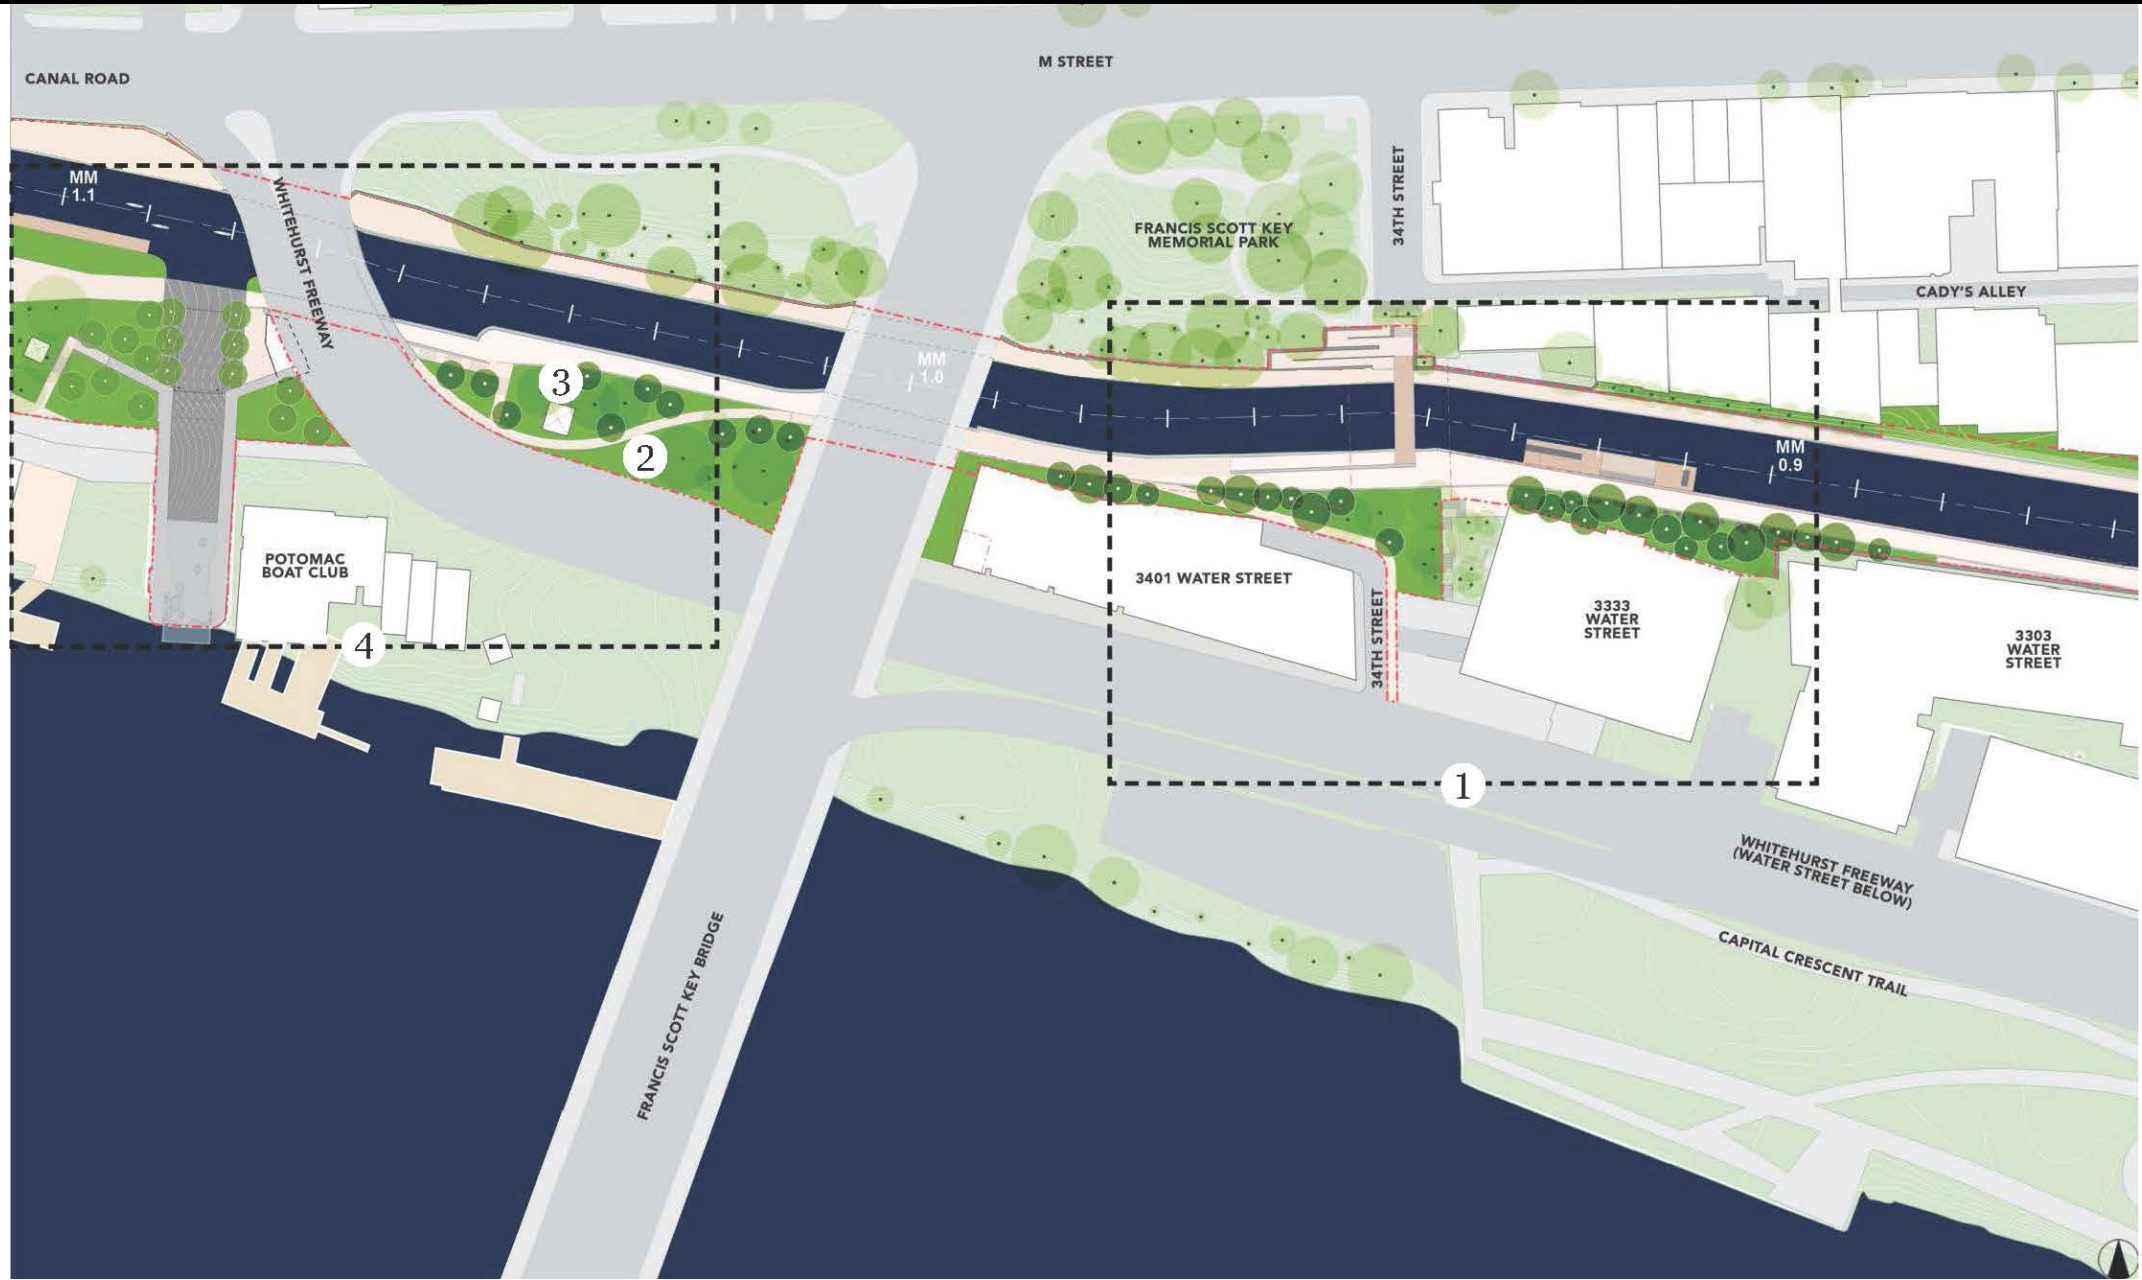 M STREET
CANAL ROAD
34TH STREET
MM
1.1
WHITEHURST FREEWAY
FRANCIS SCOTT KEY
MEMORIAL PARK
CADY'S ALLEY
MM
1.0
3
2
MM
0.9
POTOMAC
BOAT CLUB
3401 WATER STREET
34TH STREET
3333
WATER
STREET
3303
WATER
STREET
4
1
WHITEHURST FREEWAY
(WATER STREET BELOW)
CAPITAL CRESCENT TRAIL
FRANCIS SCOTT KEY BRIDGE